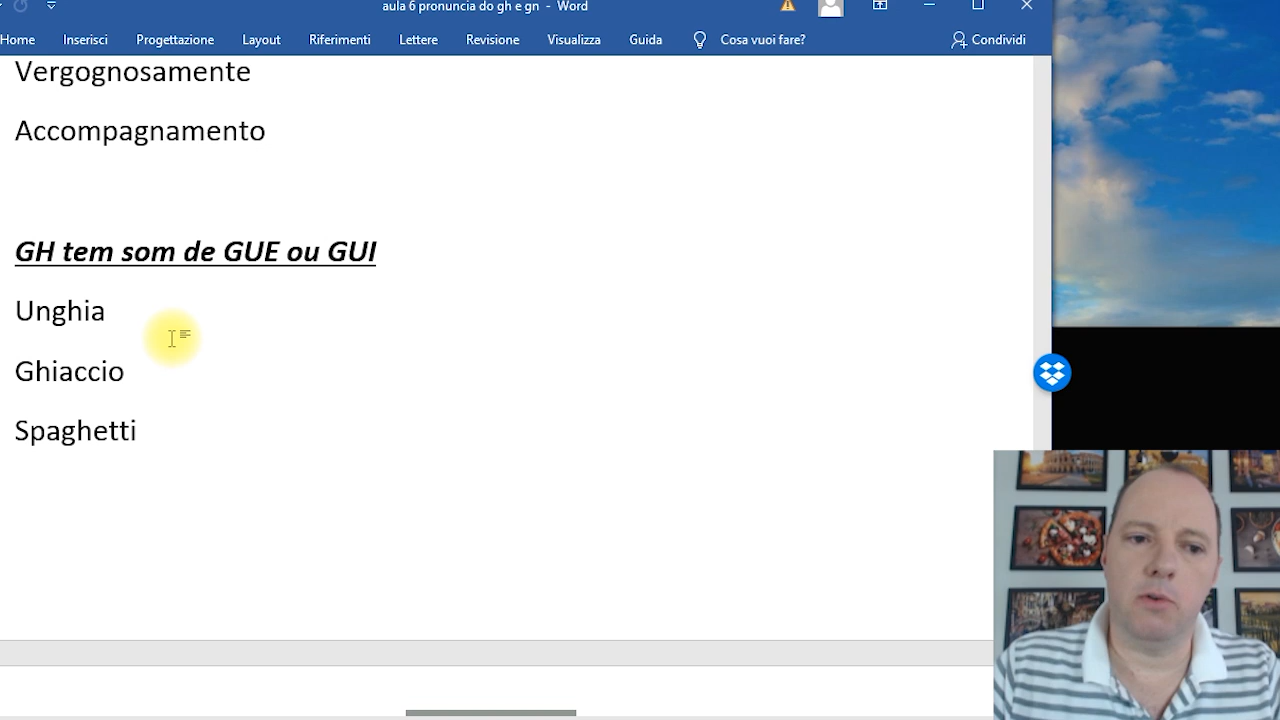 aula 6 pronuncia do gh e gn - Word
Home Inserisci Progettazione Layout Riferimenti Lettere Revisione Visualizza Guida Cosa vuoi fare? Condividi
Vergognosamente
Accompagnamento
GH tem som de GUE ou GUI
Unghia
Ghiaccio
Spaghetti